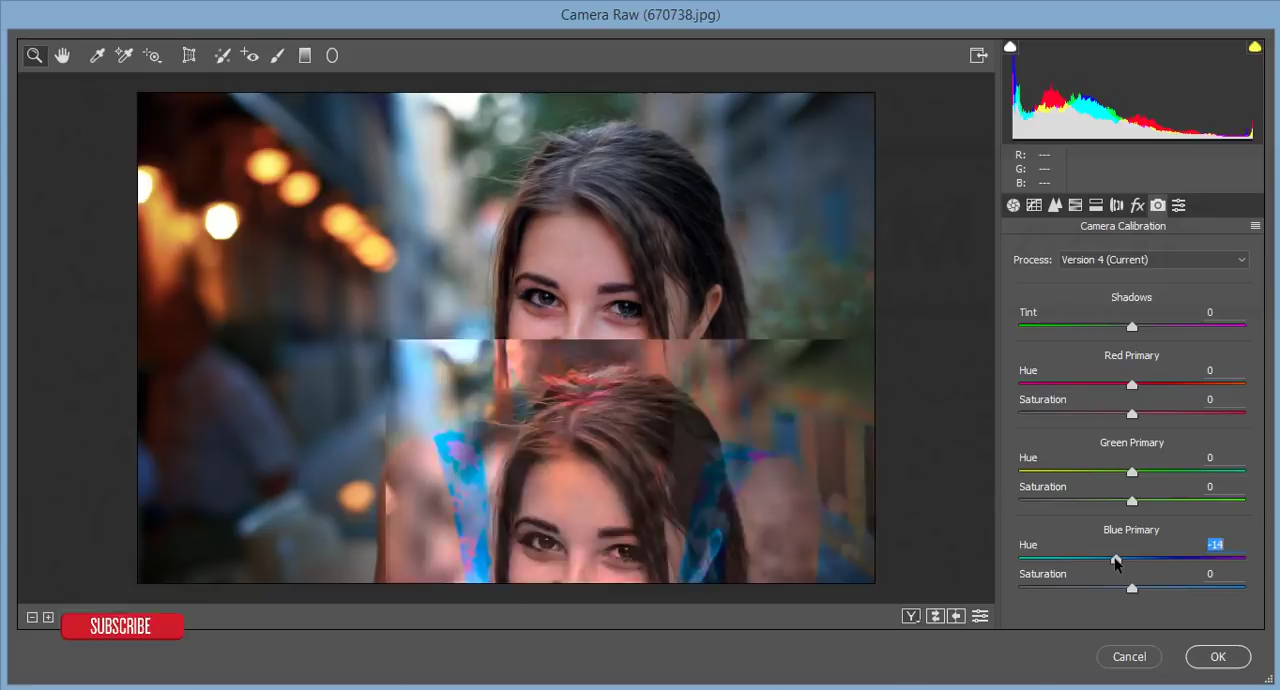 Camera Raw (670738.jpg)
R: ---
G: ---
B: ---
fx
Camera Calibration
Process: Version 4 (Current)
Shadows
Tint 0
Red Primary
Hue 0
Saturation 0
Green Primary
Hue 0
Saturation 0
Blue Primary
Hue -14
Saturation 0
Y
SUBSCRIBE
Cancel OK